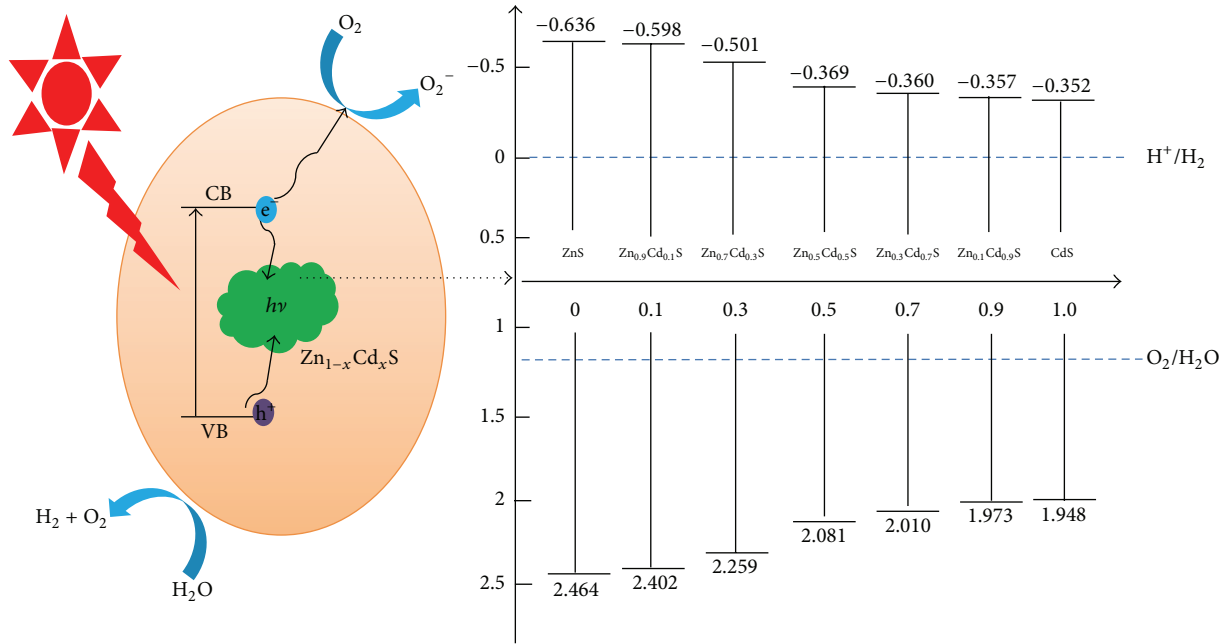 O₂
O₂⁻
CB
e⁻
hν
Zn₁₋ₓCdₓS
h⁺
VB
H₂ + O₂
H₂O
−0.636
−0.598
−0.501
−0.369
−0.360
−0.357
−0.352
−0.5
0
H⁺/H₂
0.5
ZnS
Zn₀.₉Cd₀.₁S
Zn₀.₇Cd₀.₃S
Zn₀.₅Cd₀.₅S
Zn₀.₃Cd₀.₇S
Zn₀.₁Cd₀.₉S
CdS
0
0.1
0.3
0.5
0.7
0.9
1.0
1
O₂/H₂O
1.5
2
2.5
2.464
2.402
2.259
2.081
2.010
1.973
1.948